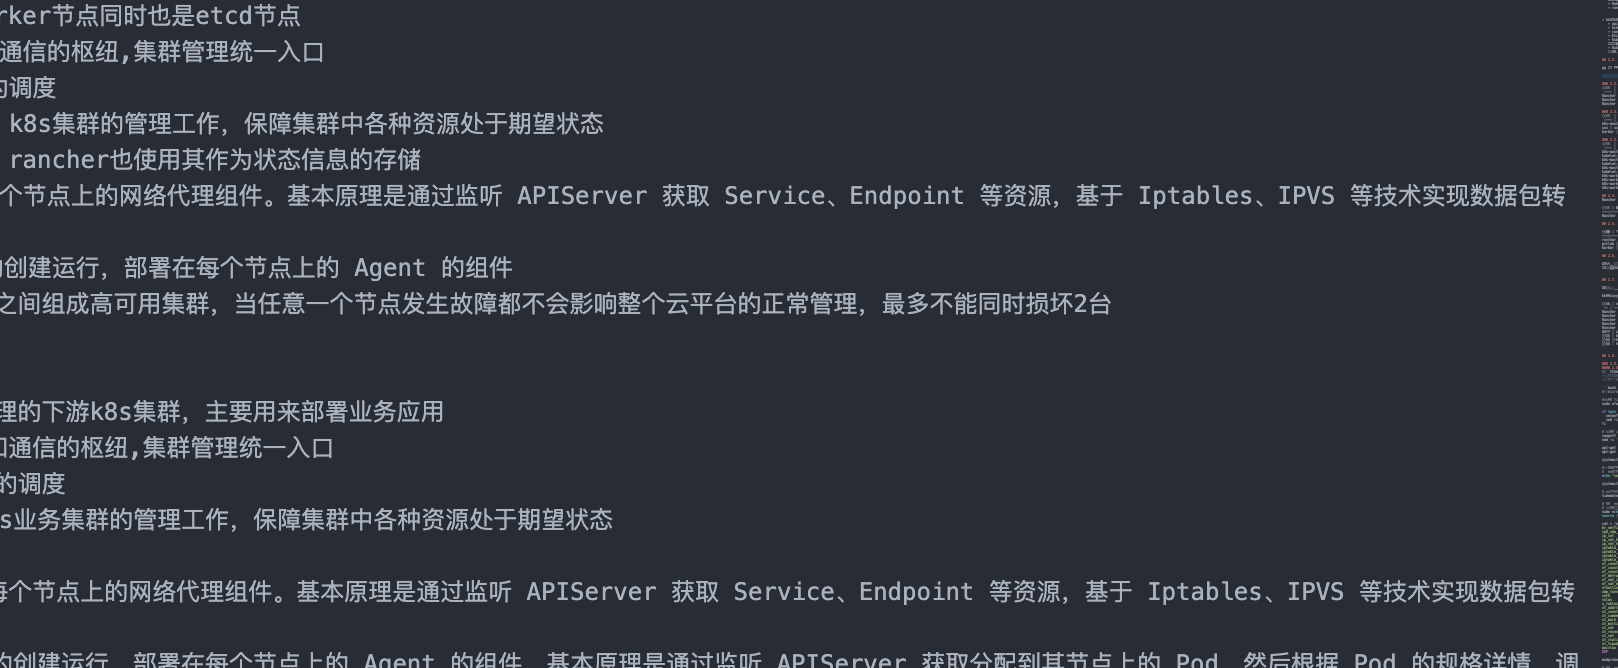 rker节点同时也是etcd节点
通信的枢纽,集群管理统一入口
的调度
k8s集群的管理工作，保障集群中各种资源处于期望状态
rancher也使用其作为状态信息的存储
个节点上的网络代理组件。基本原理是通过监听 APIServer 获取 Service、Endpoint 等资源，基于 Iptables、IPVS 等技术实现数据包转
创建运行，部署在每个节点上的 Agent 的组件
之间组成高可用集群，当任意一个节点发生故障都不会影响整个云平台的正常管理，最多不能同时损坏2台
理的下游k8s集群，主要用来部署业务应用
通信的枢纽,集群管理统一入口
的调度
s业务集群的管理工作，保障集群中各种资源处于期望状态
每个节点上的网络代理组件。基本原理是通过监听 APIServer 获取 Service、Endpoint 等资源，基于 Iptables、IPVS 等技术实现数据包转
的创建运行，部署在每个节点上的 Agent 的组件。基本原理是通过监听 APIServer 获取分配到其节点上的 Pod，然后根据 Pod 的规格详情，调